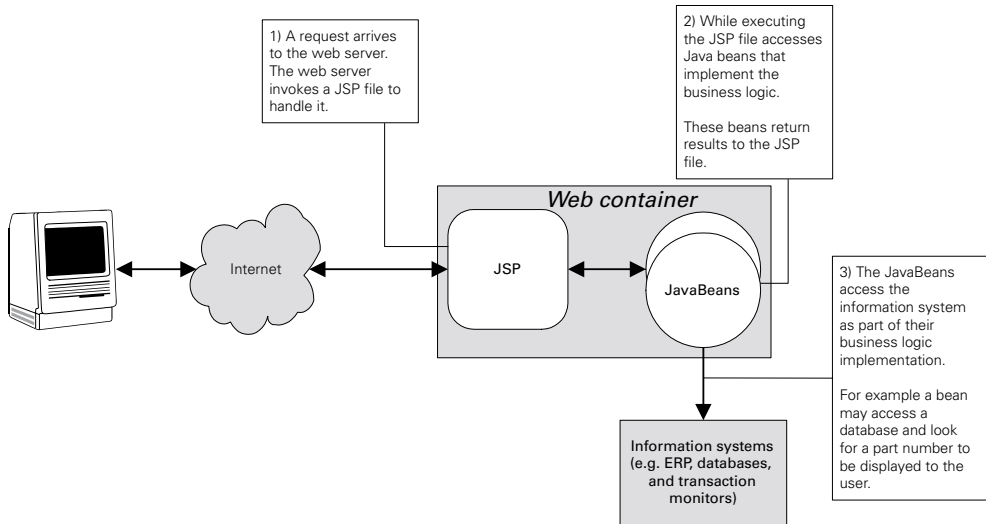 1) A request arrives
to the web server.
The web server
invokes a JSP file to
handle it.
2) While executing
the JSP file accesses
Java beans that
implement the
business logic.
These beans return
results to the JSP
file.
Web container
Internet
JSP
JavaBeans
3) The JavaBeans
access the
information system
as part of their
business logic
implementation.
For example a bean
may access a
database and look
for a part number to
be displayed to the
user.
Information systems
(e.g. ERP, databases,
and transaction
monitors)